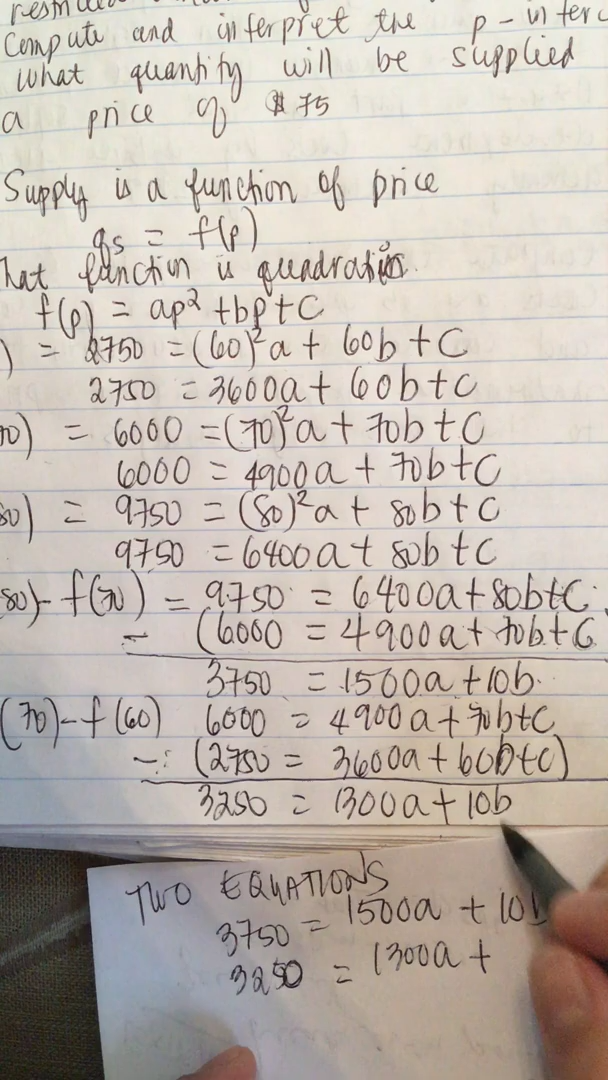 Compute and interpret the p-interc
What quantity will be supplied
a price of $75
Supply is a function of price
qs = f(p)
hat function is quadratic.
f(p) = ap² + bp + C
) = 2750 = (60)²a + 60b + C
2750 = 3600a + 60b + C
70) = 6000 = (70)²a + 70b + C
6000 = 4900a + 70b + C
80) = 9750 = (80)²a + 80b + C
9750 = 6400a + 80b + C
80) - f(70) = 9750 = 6400a + 80b + C
- (6000 = 4900a + 70b + C
3750 = 1500a + 10b
(70) - f(60) 6000 = 4900a + 70b + C
- (2750 = 3600a + 60b + C)
3250 = 1300a + 10b
TWO EQUATIONS
3750 = 1500a + 10b
3250 = 1300a +